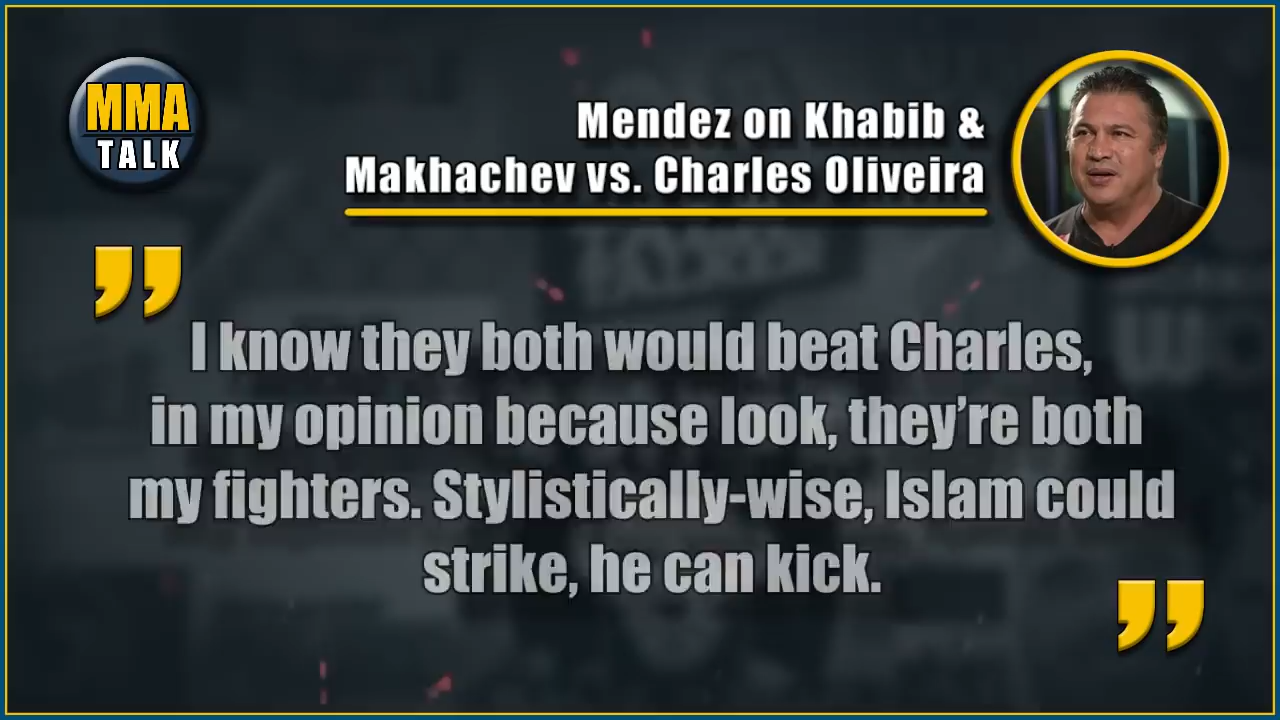 MMA
TALK
Mendez on Khabib &
Makhachev vs. Charles Oliveira
”
I know they both would beat Charles,
in my opinion because look, they’re both
my fighters. Stylistically-wise, Islam could
strike, he can kick.
”